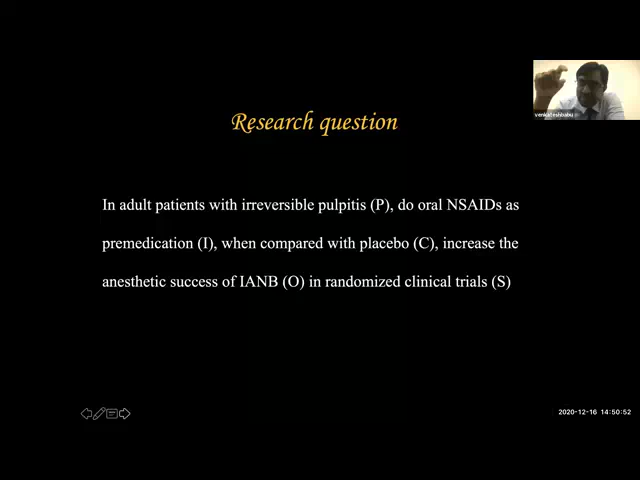 Research question
venkateshbabu
In adult patients with irreversible pulpitis (P), do oral NSAIDs as
premedication (I), when compared with placebo (C), increase the
anesthetic success of IANB (O) in randomized clinical trials (S)
2020-12-16 14:50:52